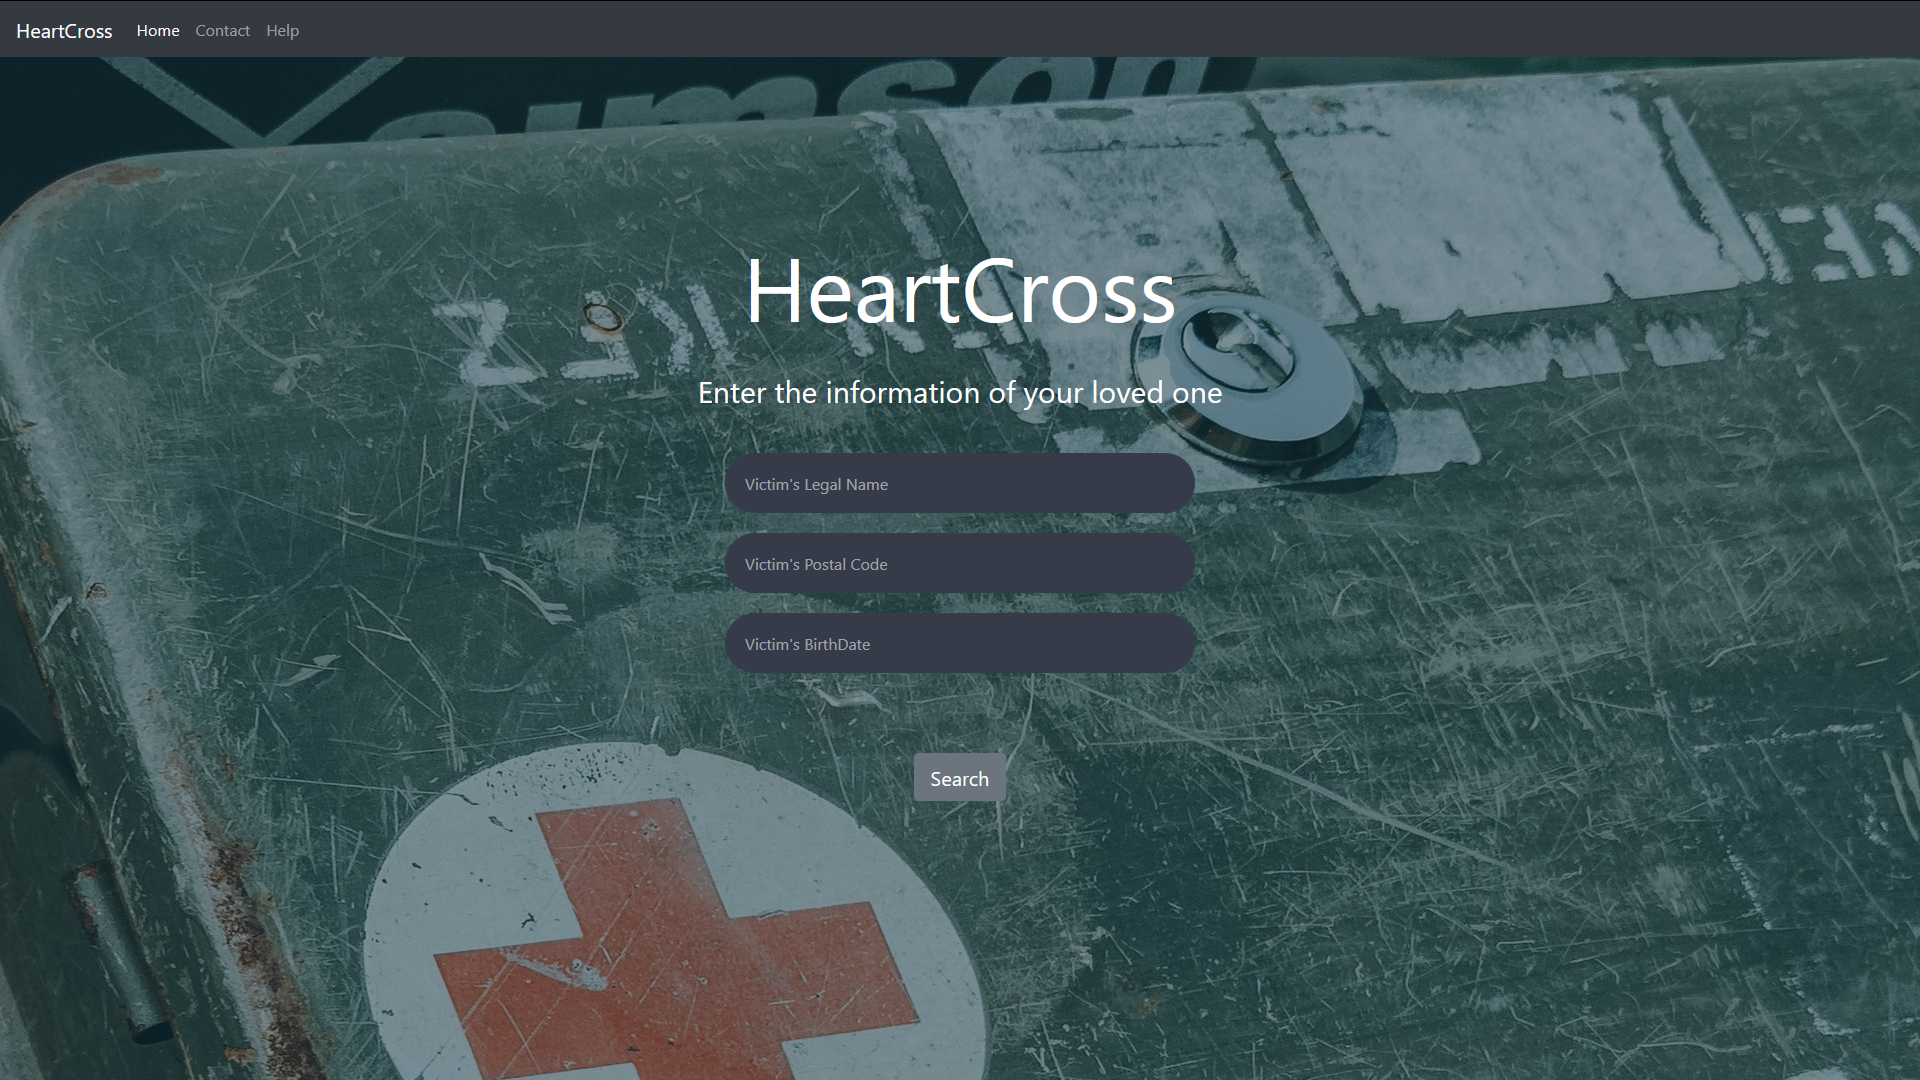 HeartCross Home Contact Help
HeartCross
Enter the information of your loved one
Victim's Legal Name
Victim's Postal Code
Victim's BirthDate
Search